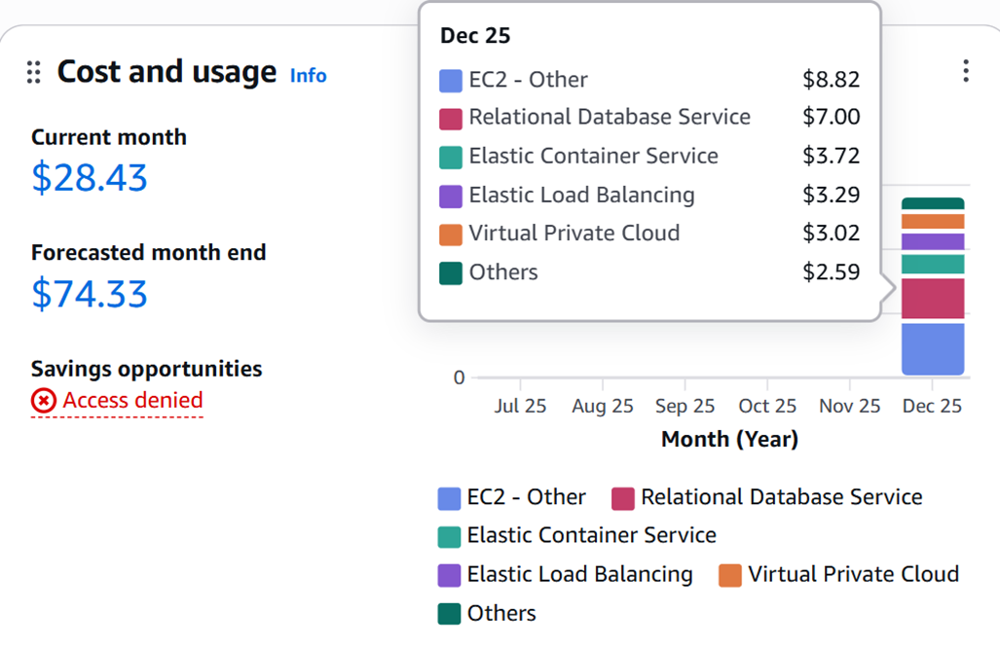 Cost and usage Info
Current month
$28.43
Forecasted month end
$74.33
Savings opportunities
Access denied
Dec 25
EC2 - Other $8.82
Relational Database Service $7.00
Elastic Container Service $3.72
Elastic Load Balancing $3.29
Virtual Private Cloud $3.02
Others $2.59
0
Jul 25 Aug 25 Sep 25 Oct 25 Nov 25 Dec 25
Month (Year)
EC2 - Other Relational Database Service
Elastic Container Service
Elastic Load Balancing Virtual Private Cloud
Others